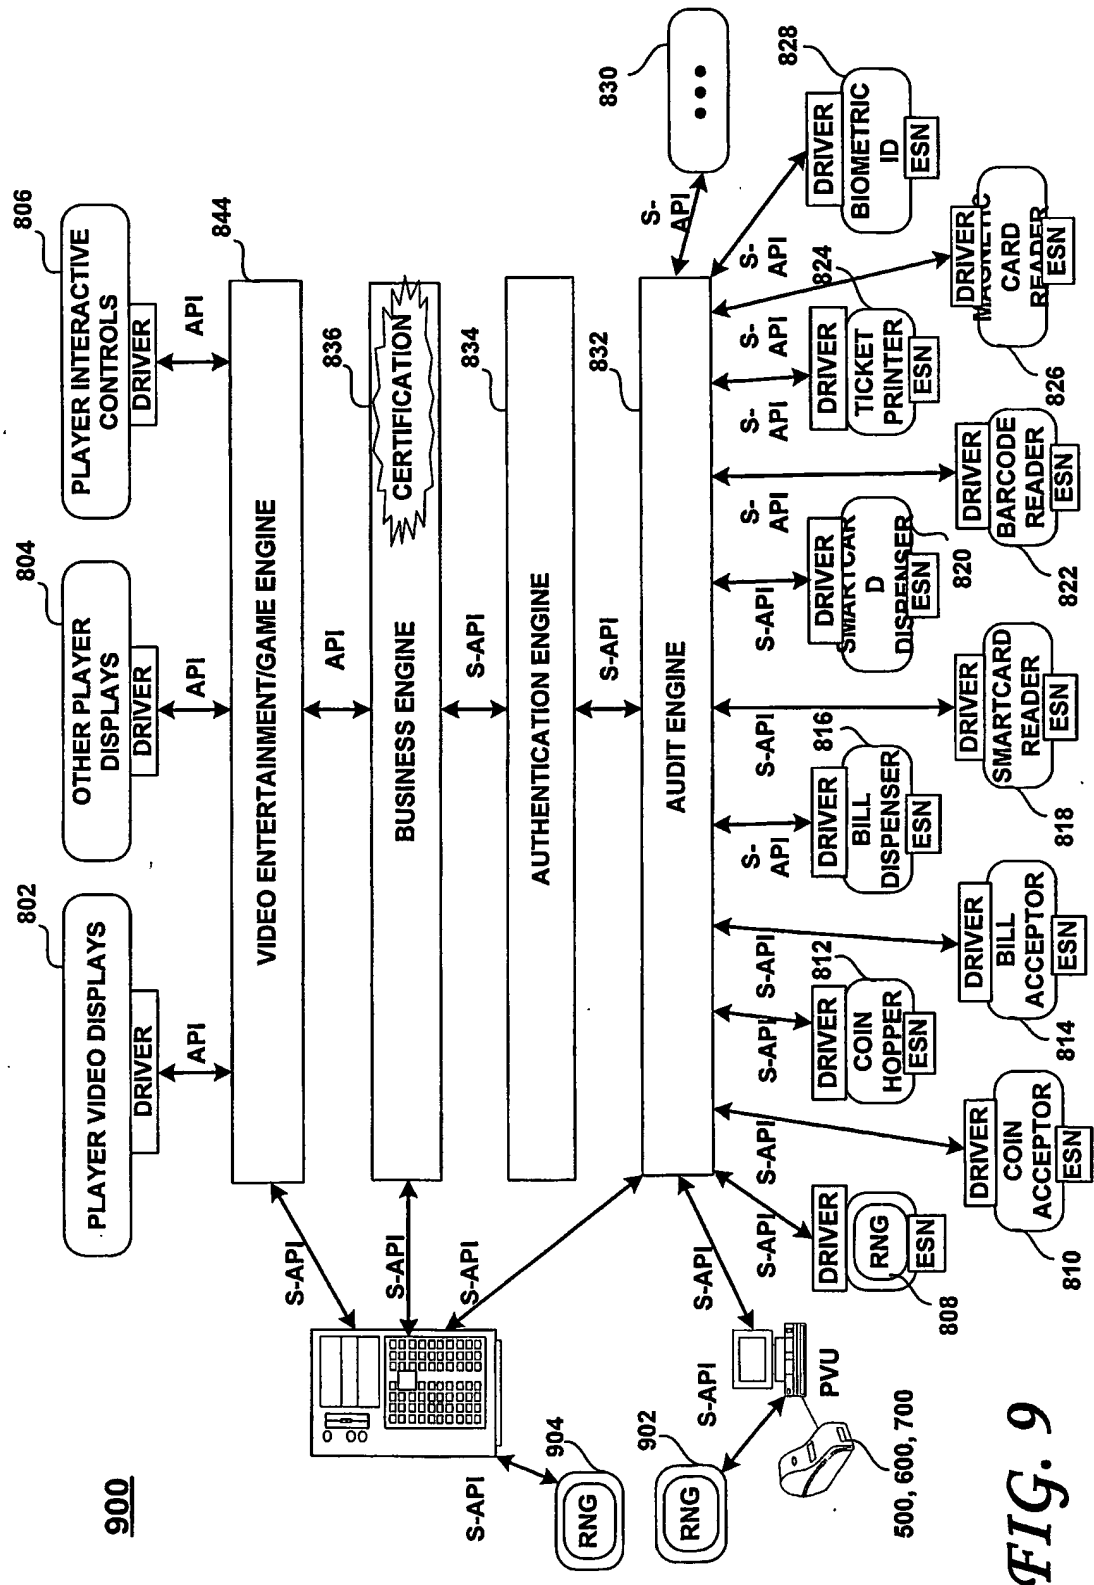 900
PLAYER VIDEO DISPLAYS
802
DRIVER
API
OTHER PLAYER
DISPLAYS
804
DRIVER
API
PLAYER INTERACTIVE
CONTROLS
806
DRIVER
API
VIDEO ENTERTAINMENT/GAME ENGINE
844
API
BUSINESS ENGINE
CERTIFICATION
836
S-API
AUTHENTICATION ENGINE
834
S-API
AUDIT ENGINE
832
S-API
S-API
S-API
S-API
RNG
904
S-API
RNG
902
S-API
PVU
500, 600, 700
S-API
DRIVER
RNG
ESN
808
S-API
DRIVER
COIN
ACCEPTOR
ESN
810
S-API
DRIVER
COIN
HOPPER
ESN
812
S-API
DRIVER
BILL
ACCEPTOR
ESN
814
S-API
DRIVER
BILL
DISPENSER
ESN
816
S-
API
DRIVER
SMARTCARD
READER
ESN
818
S-API
DRIVER
SMARTCAR
D
DISPENSER
ESN
820
S-API
DRIVER
BARCODE
READER
ESN
822
S-
API
DRIVER
TICKET
PRINTER
ESN
824
S-
API
DRIVER
MAGNETIC
CARD
READER
ESN
826
S-
API
DRIVER
BIOMETRIC
ID
ESN
828
S-
API
830
S-
API
FIG. 9